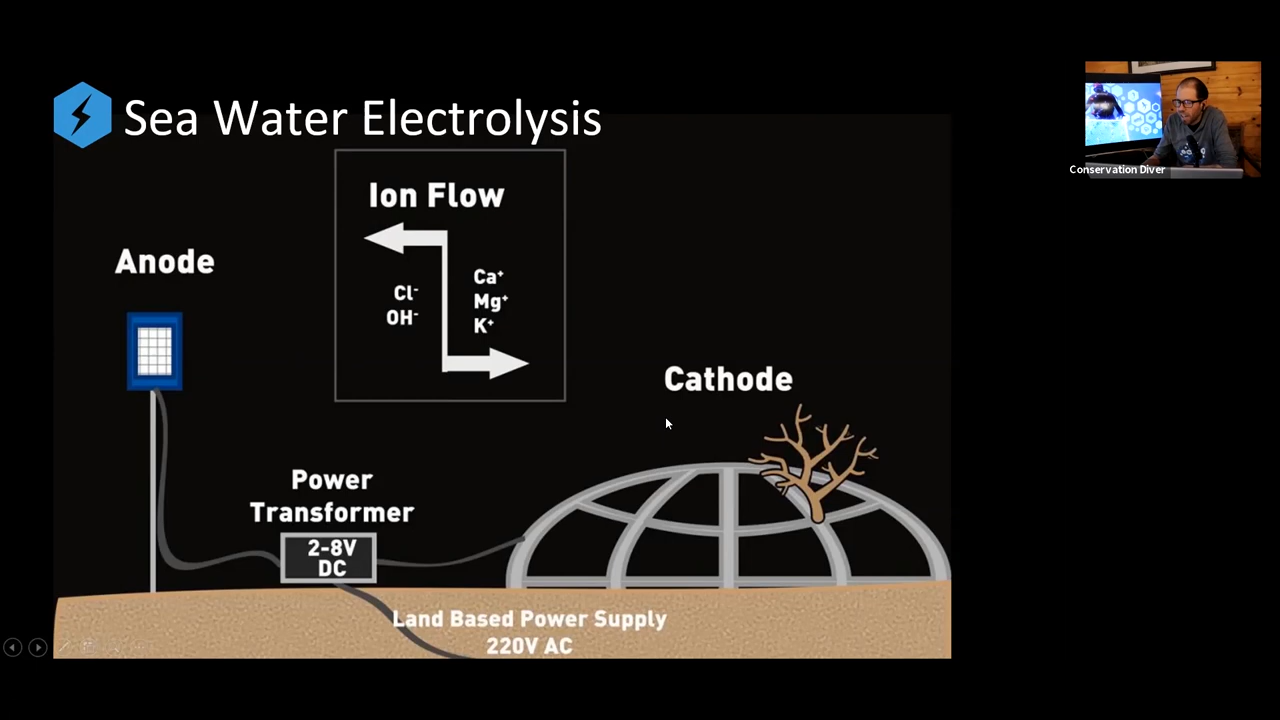 Sea Water Electrolysis
Ion Flow
Anode
Cl⁻
OH⁻
Ca⁺
Mg⁺
K⁺
Cathode
Power
Transformer
2-8V
DC
Land Based Power Supply
220V AC
Conservation Diver